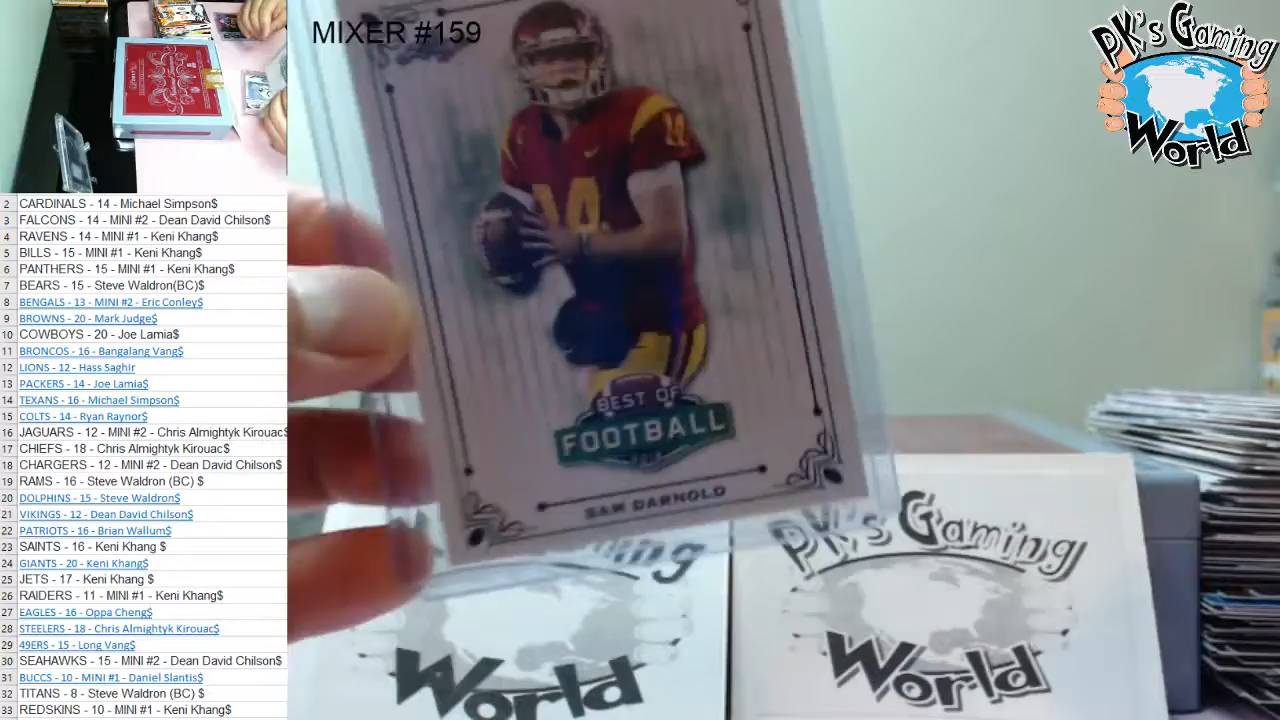 MIXER #159
PK's Gaming
World
2 CARDINALS - 14 - Michael Simpson$
3 FALCONS - 14 - MINI #2 - Dean David Chilson$
4 RAVENS - 14 - MINI #1 - Keni Khang$
5 BILLS - 15 - MINI #1 - Keni Khang$
6 PANTHERS - 15 - MINI #1 - Keni Khang$
7 BEARS - 15 - Steve Waldron(BC)$
8 BENGALS - 13 - MINI #2 - Eric Conley$
9 BROWNS - 20 - Mark Judge$
10 COWBOYS - 20 - Joe Lamia$
11 BRONCOS - 16 - Bangalang Vang$
12 LIONS - 12 - Hass Saghir
13 PACKERS - 14 - Joe Lamia$
14 TEXANS - 16 - Michael Simpson$
15 COLTS - 14 - Ryan Raynor$
16 JAGUARS - 12 - MINI #2 - Chris Almightyk Kirouac$
17 CHIEFS - 18 - Chris Almightyk Kirouac$
18 CHARGERS - 12 - MINI #2 - Dean David Chilson$
19 RAMS - 16 - Steve Waldron (BC) $
20 DOLPHINS - 15 - Steve Waldron$
21 VIKINGS - 12 - Dean David Chilson$
22 PATRIOTS - 16 - Brian Wallum$
23 SAINTS - 16 - Keni Khang $
24 GIANTS - 20 - Keni Khang$
25 JETS - 17 - Keni Khang $
26 RAIDERS - 11 - MINI #1 - Keni Khang$
27 EAGLES - 16 - Oppa Cheng$
28 STEELERS - 18 - Chris Almightyk Kirouac$
29 49ERS - 15 - Long Vang$
30 SEAHAWKS - 15 - MINI #2 - Dean David Chilson$
31 BUCCS - 10 - MINI #1 - Daniel Slantis$
32 TITANS - 8 - Steve Waldron (BC) $
33 REDSKINS - 10 - MINI #1 - Keni Khang$
14
14
BEST OF
FOOTBALL
SAM DARNOLD
ming
World
PK's Gaming
World